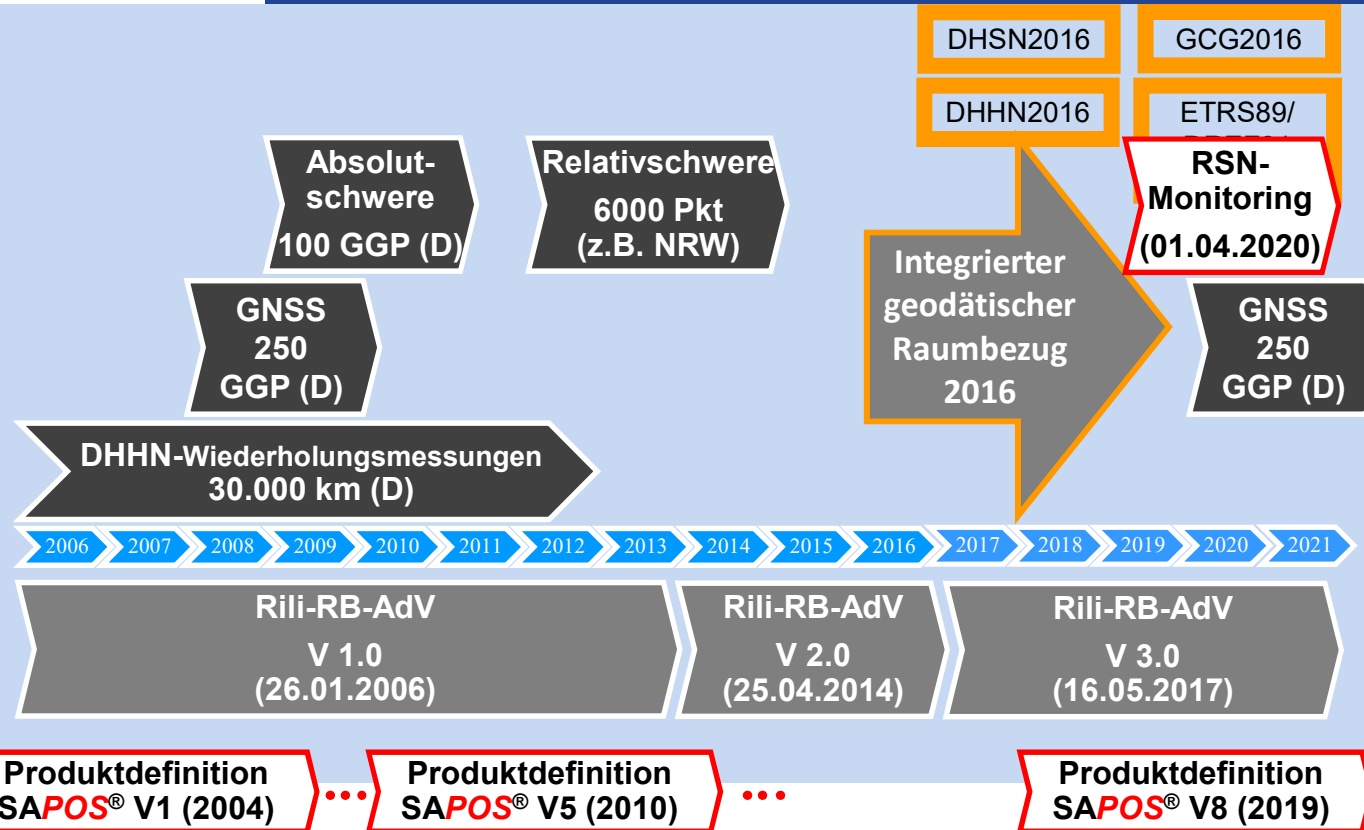 DHSN2016
GCG2016
DHHN2016
ETRS89/
Absolut-
schwere
100 GGP (D)
Relativschwere
6000 Pkt
(z.B. NRW)
RSN-
Monitoring
(01.04.2020)
Integrierter
geodätischer
Raumbezug
2016
GNSS
250
GGP (D)
GNSS
250
GGP (D)
DHHN-Wiederholungsmessungen
30.000 km (D)
2006 2007 2008 2009 2010 2011 2012 2013 2014 2015 2016 2017 2018 2019 2020 2021
Rili-RB-AdV
V 1.0
(26.01.2006)
Rili-RB-AdV
V 2.0
(25.04.2014)
Rili-RB-AdV
V 3.0
(16.05.2017)
Produktdefinition
SAPOS® V1 (2004)
...
Produktdefinition
SAPOS® V5 (2010)
...
Produktdefinition
SAPOS® V8 (2019)